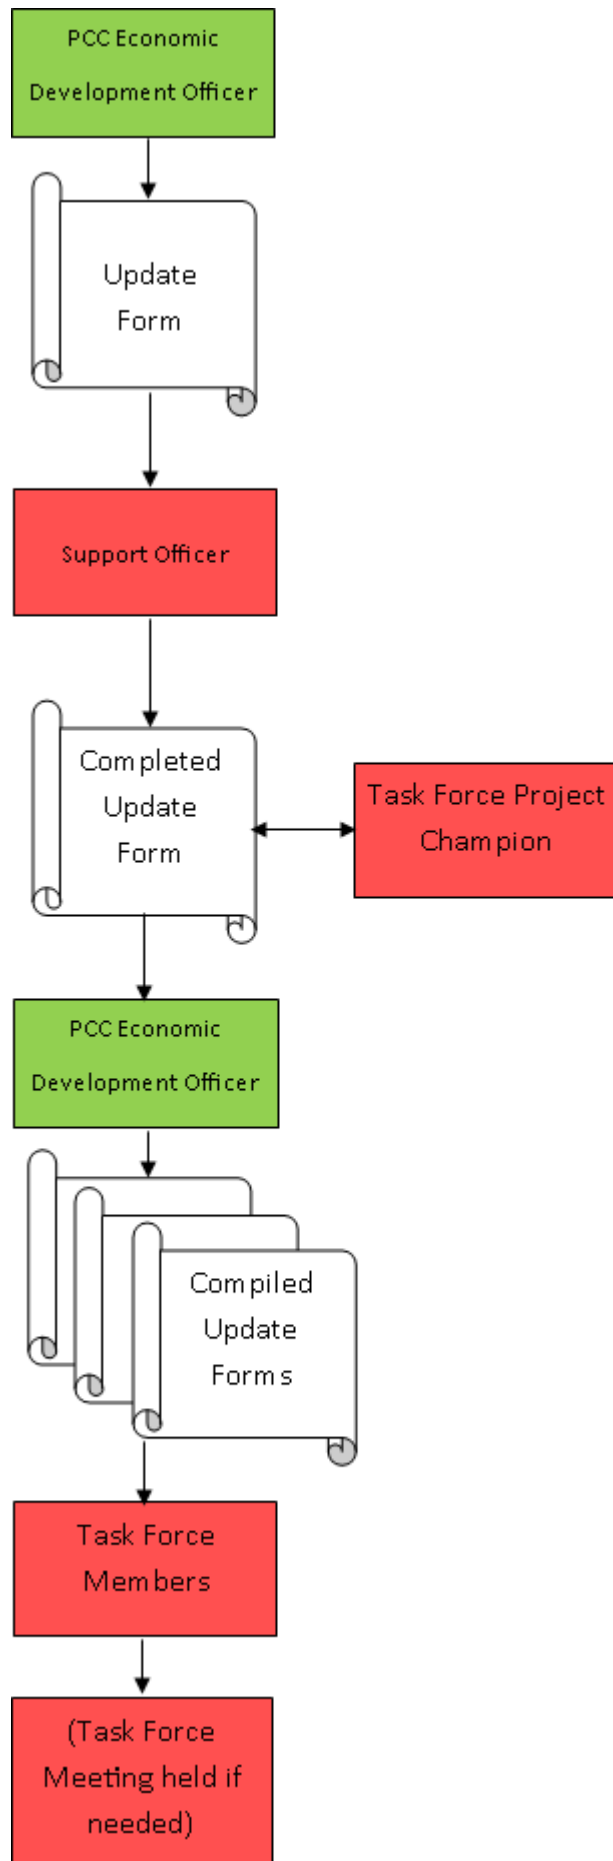 PCC Economic
Development Officer
Update
Form
Support Officer
Completed
Update
Form
Task Force Project
Champion
PCC Economic
Development Officer
Compiled
Update
Forms
Task Force
Members
(Task Force
Meeting held if
needed)